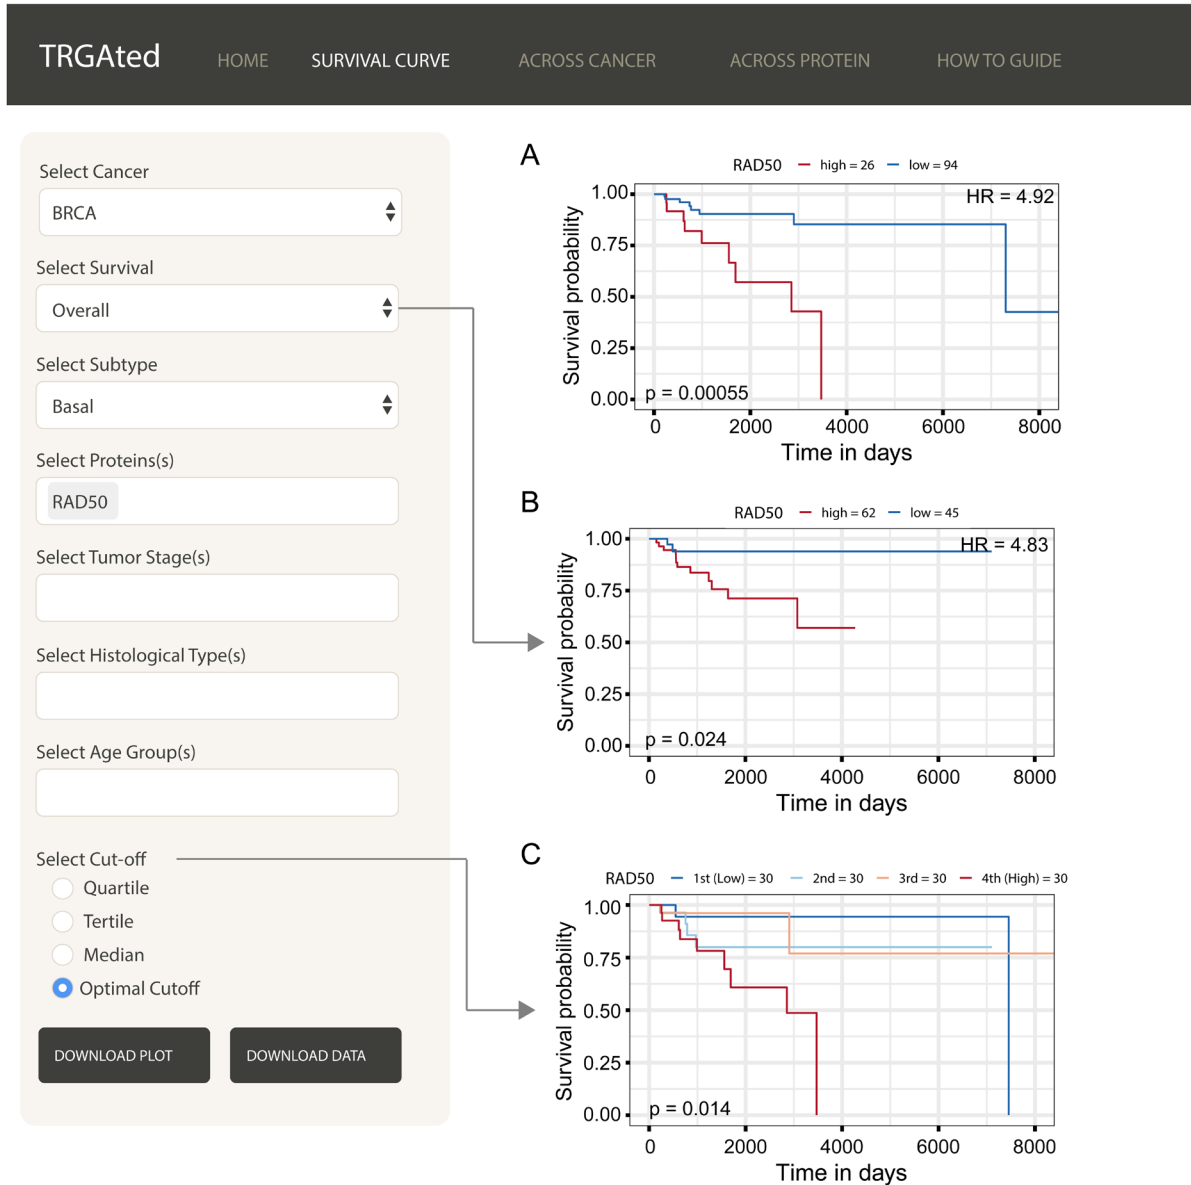 TRGAted HOME SURVIVAL CURVE ACROSS CANCER ACROSS PROTEIN HOW TO GUIDE
Select Cancer
BRCA
Select Survival
Overall
Select Subtype
Basal
Select Proteins(s)
RAD50
Select Tumor Stage(s)
Select Histological Type(s)
Select Age Group(s)
Select Cut-off
Quartile
Tertile
Median
Optimal Cutoff
DOWNLOAD PLOT DOWNLOAD DATA
A
RAD50 high = 26 low = 94
HR = 4.92
Survival probability
1.00
0.75
0.50
0.25
0.00
p = 0.00055
0 2000 4000 6000 8000
Time in days
B
RAD50 high = 62 low = 45
HR = 4.83
Survival probability
1.00
0.75
0.50
0.25
0.00
p = 0.024
0 2000 4000 6000 8000
Time in days
C
RAD50 1st (Low) = 30 2nd = 30 3rd = 30 4th (High) = 30
Survival probability
1.00
0.75
0.50
0.25
0.00
p = 0.014
0 2000 4000 6000 8000
Time in days